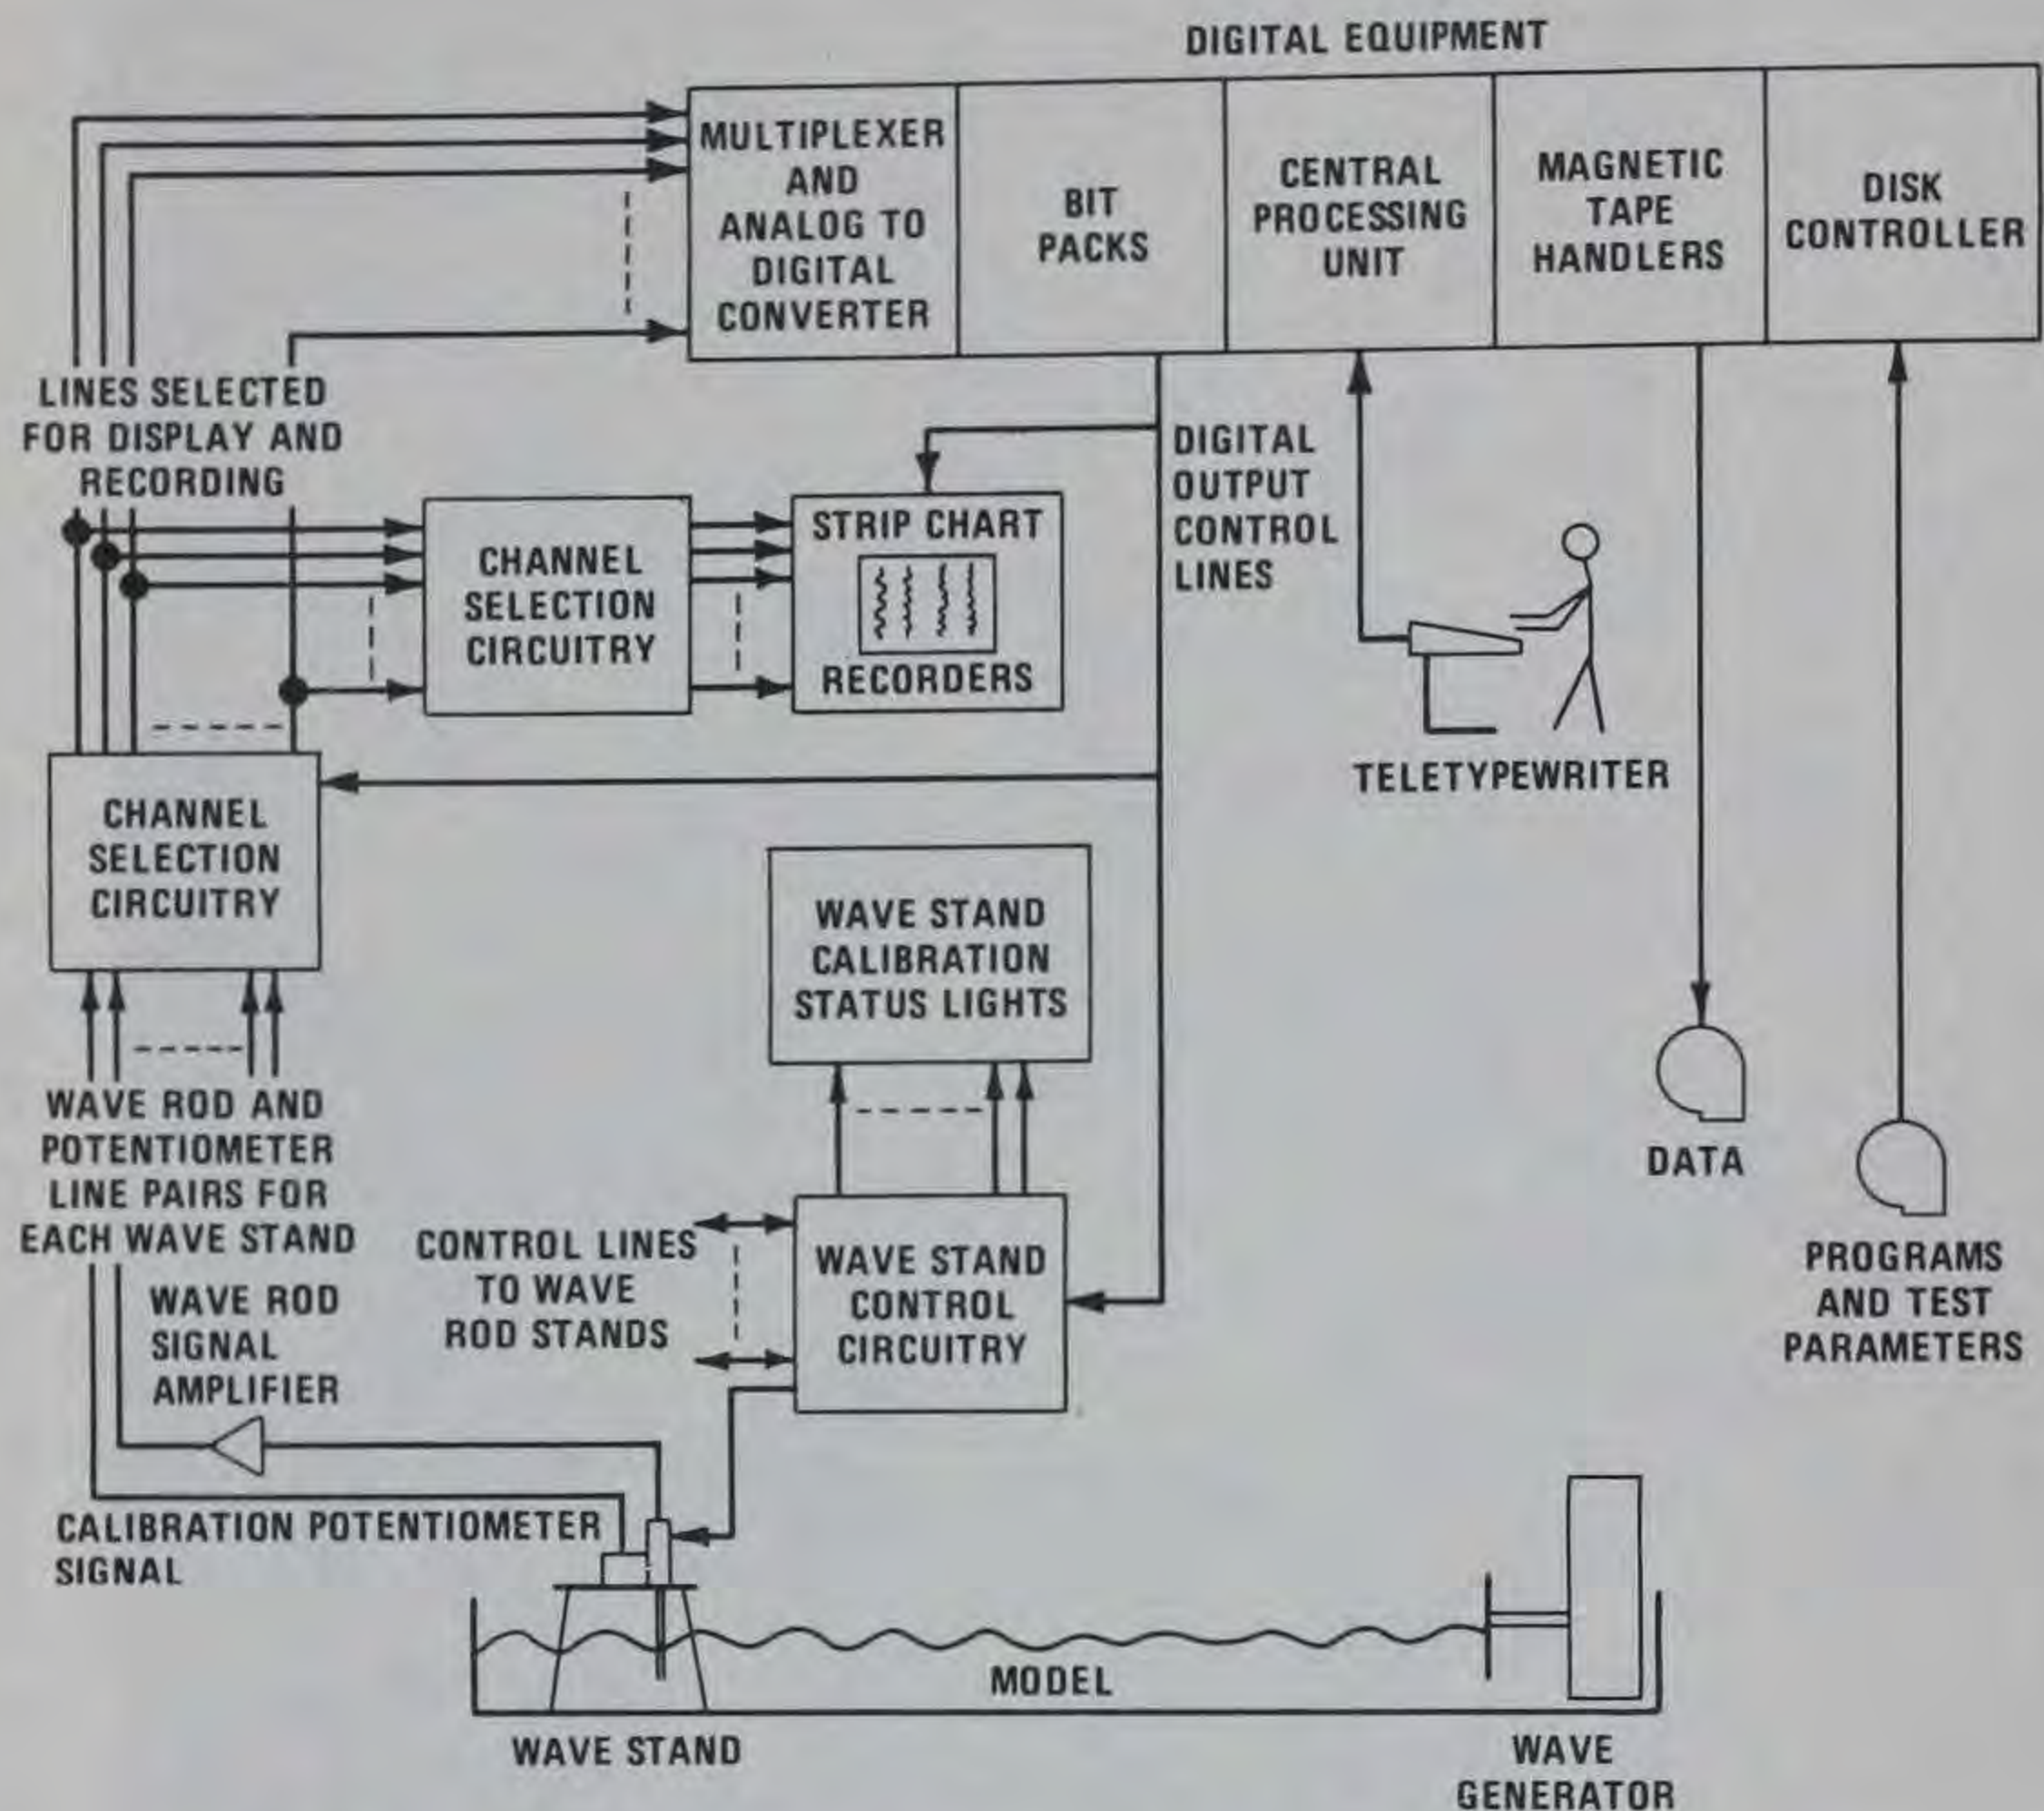 DIGITAL EQUIPMENT
MULTIPLEXER
AND
ANALOG TO
DIGITAL
CONVERTER
BIT
PACKS
CENTRAL
PROCESSING
UNIT
MAGNETIC
TAPE
HANDLERS
DISK
CONTROLLER
LINES SELECTED
FOR DISPLAY AND
RECORDING
CHANNEL
SELECTION
CIRCUITRY
STRIP CHART
RECORDERS
DIGITAL
OUTPUT
CONTROL
LINES
TELETYPEWRITER
CHANNEL
SELECTION
CIRCUITRY
WAVE STAND
CALIBRATION
STATUS LIGHTS
WAVE ROD AND
POTENTIOMETER
LINE PAIRS FOR
EACH WAVE STAND
DATA
PROGRAMS
AND TEST
PARAMETERS
CONTROL LINES
TO WAVE
ROD STANDS
WAVE STAND
CONTROL
CIRCUITRY
WAVE ROD
SIGNAL
AMPLIFIER
CALIBRATION POTENTIOMETER
SIGNAL
MODEL
WAVE STAND
WAVE
GENERATOR